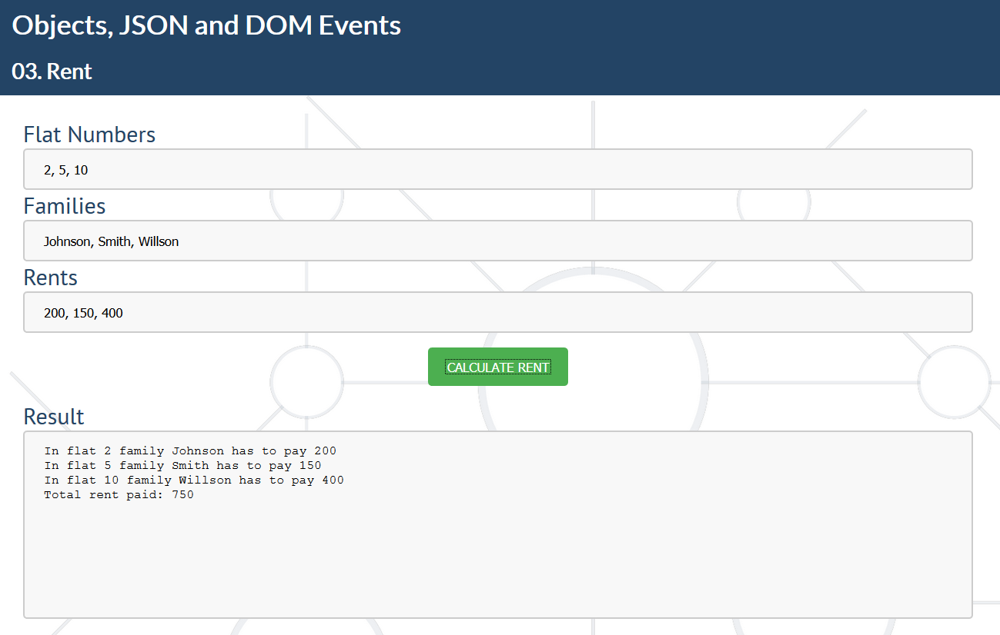 Objects, JSON and DOM Events
03. Rent
Flat Numbers
2, 5, 10
Families
Johnson, Smith, Willson
Rents
200, 150, 400
CALCULATE RENT
Result
In flat 2 family Johnson has to pay 200
In flat 5 family Smith has to pay 150
In flat 10 family Willson has to pay 400
Total rent paid: 750